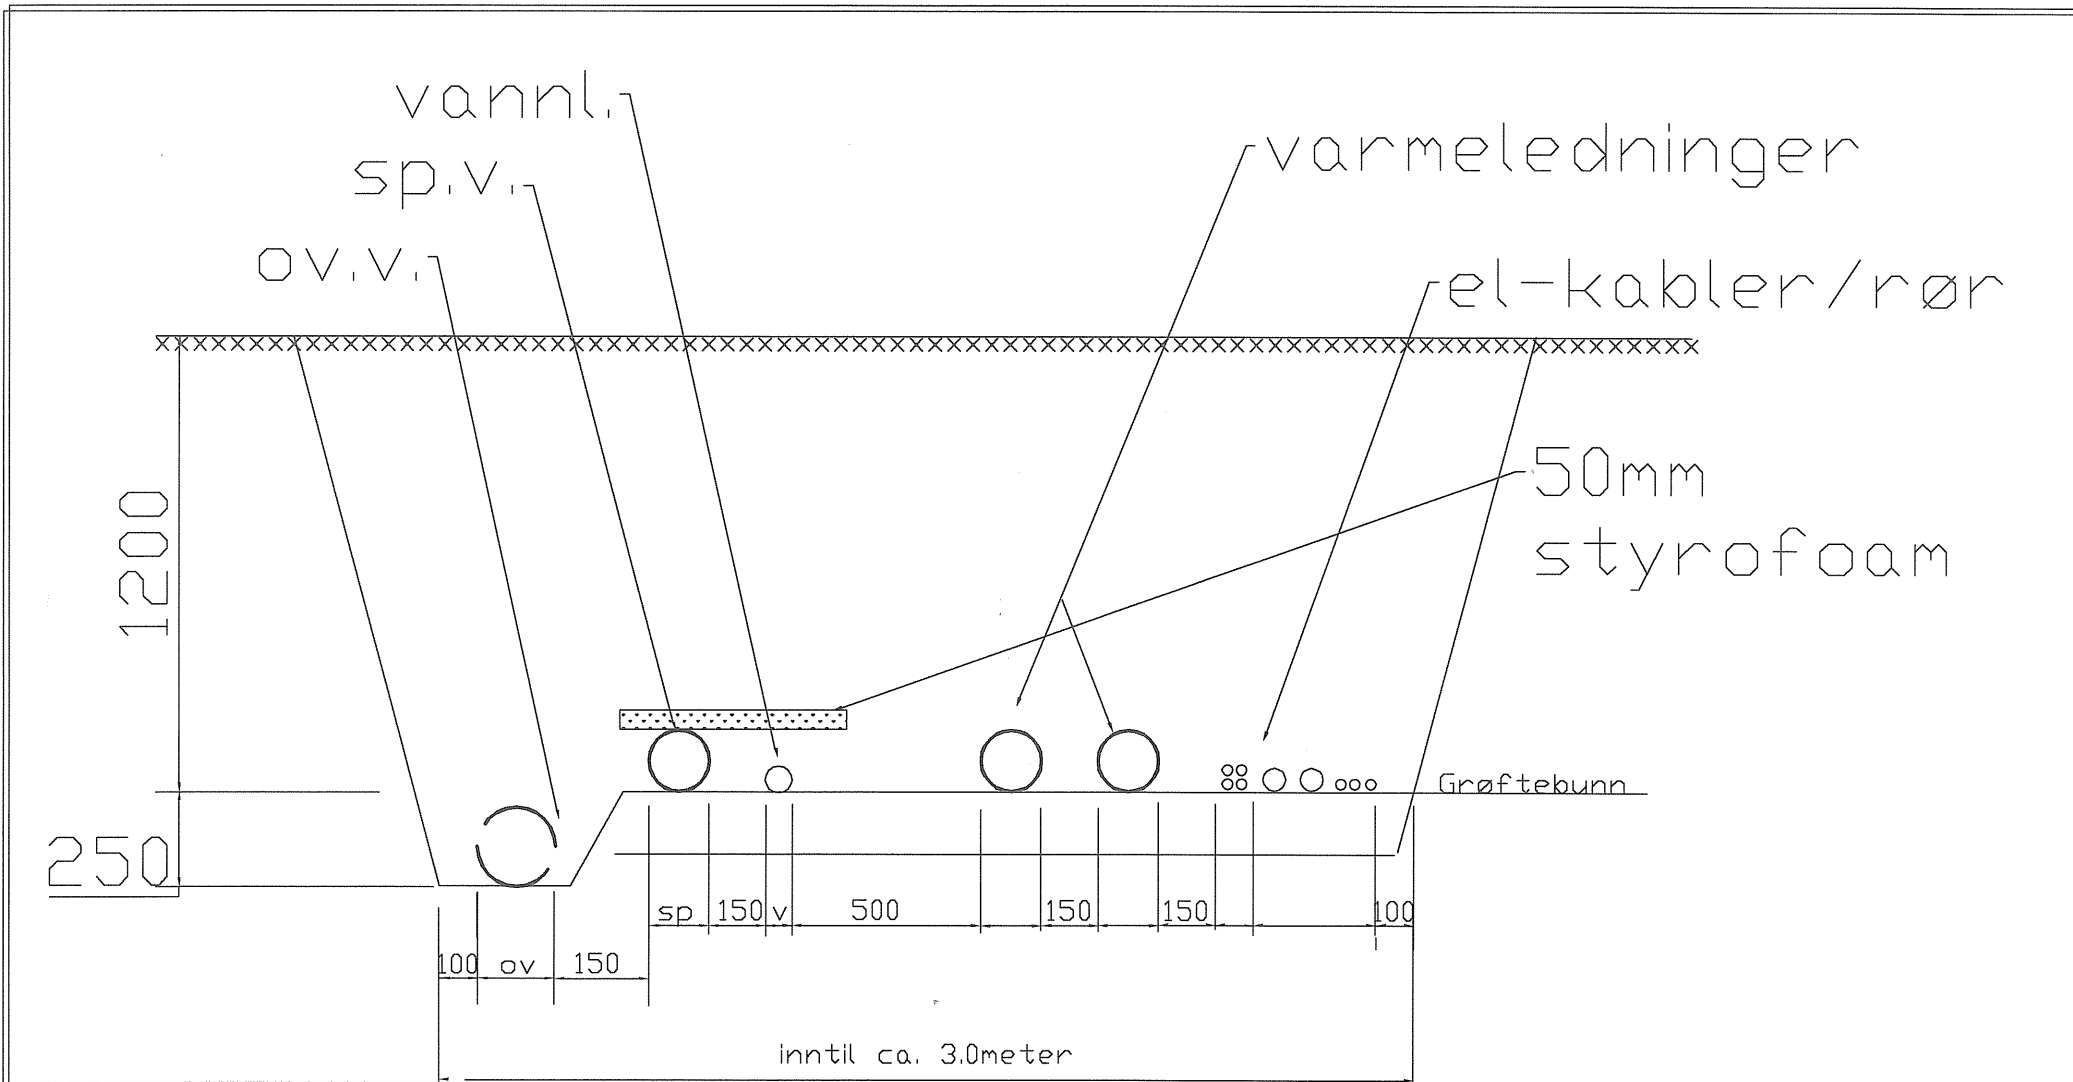 vannl.
sp.v.
ov.v.
varmeledninger
el-kabler/rør
50mm
styrofoam
1200
250
Grøftebunn
sp 150 v 500 150 150 100
100 ov 150
inntil ca. 3.0meter